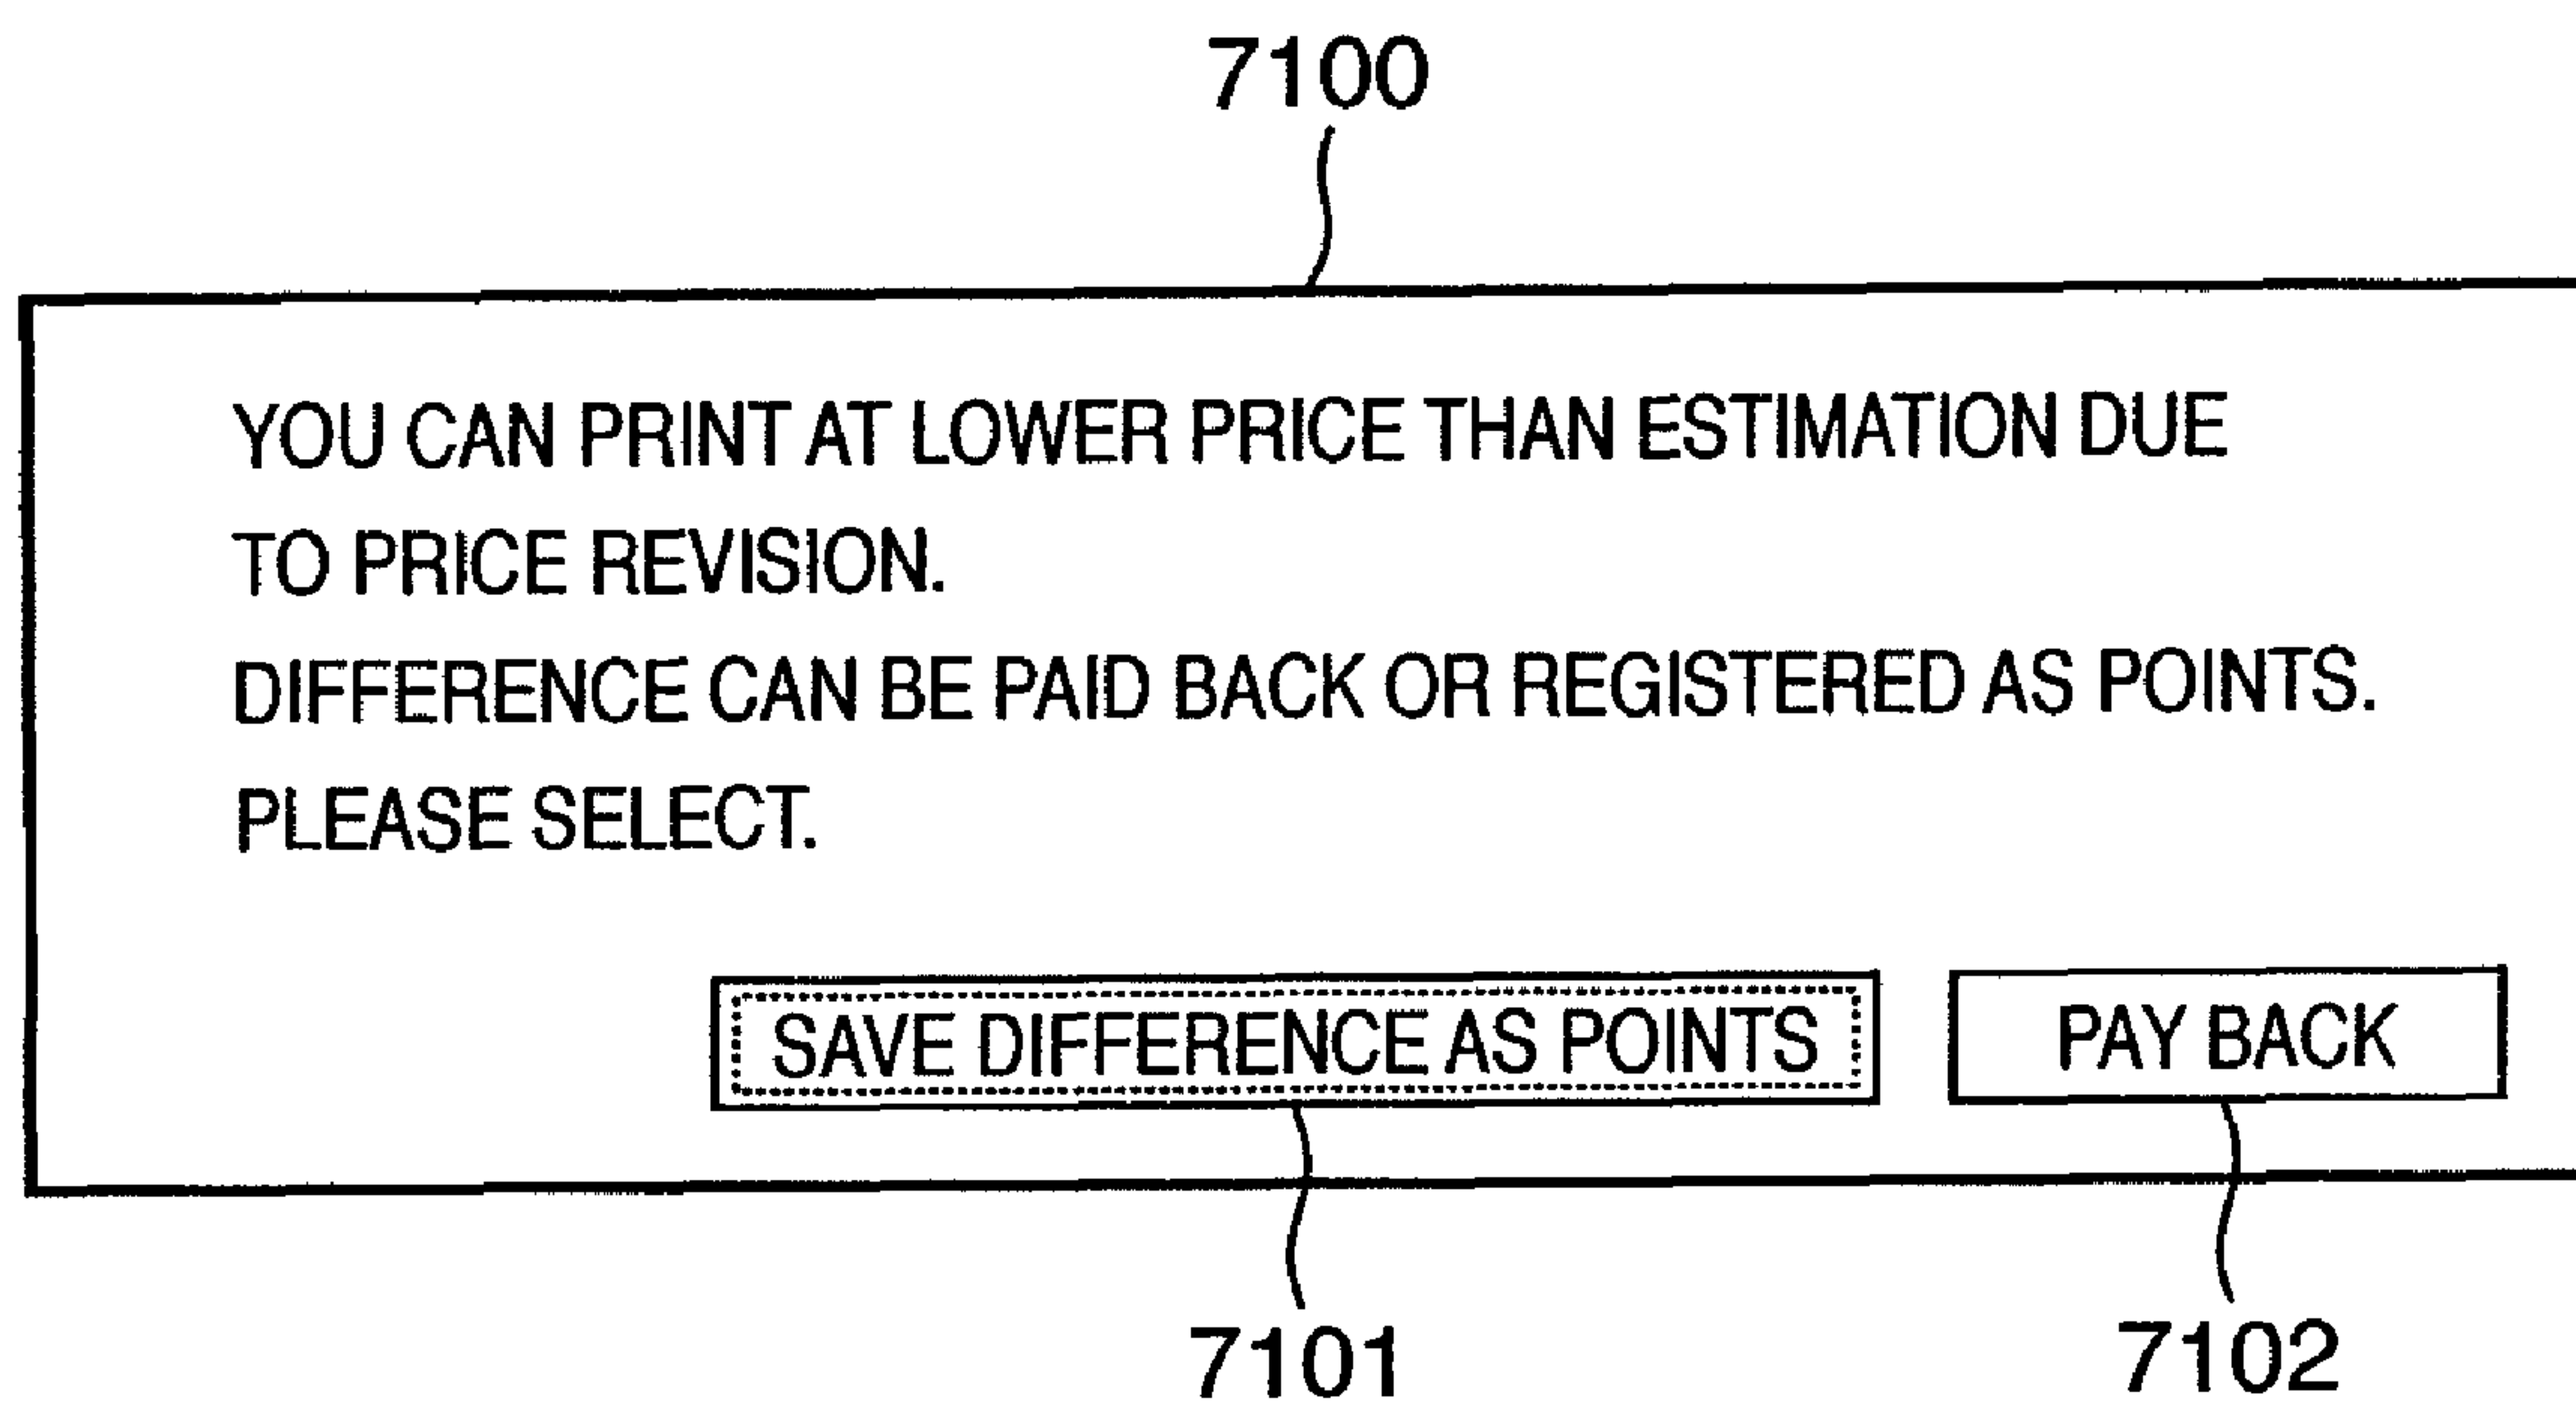 7100
YOU CAN PRINT AT LOWER PRICE THAN ESTIMATION DUE
TO PRICE REVISION.
DIFFERENCE CAN BE PAID BACK OR REGISTERED AS POINTS.
PLEASE SELECT.
SAVE DIFFERENCE AS POINTS
PAY BACK
7101
7102